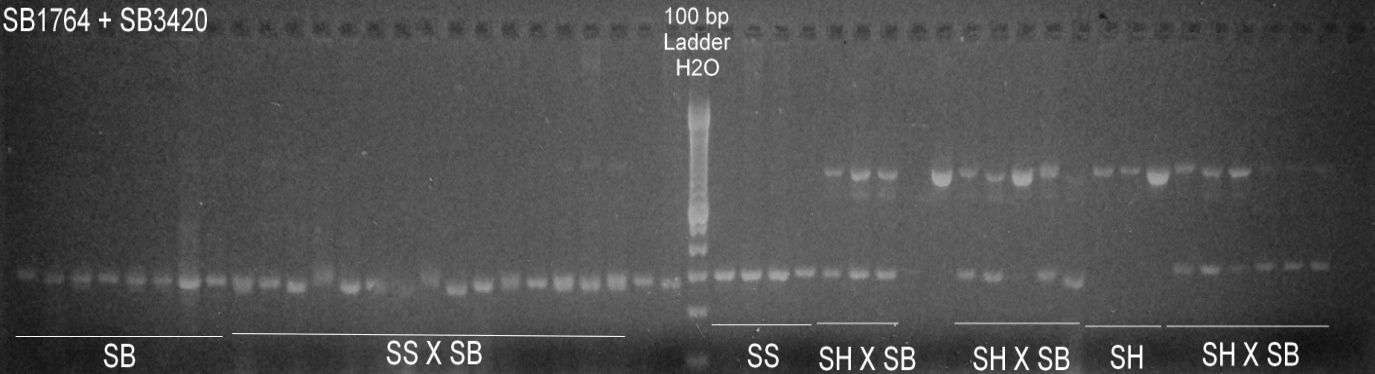 SB1764 + SB3420
100 bp
Ladder
H2O
SB
SS X SB
SS
SH X SB
SH X SB
SH
SH X SB